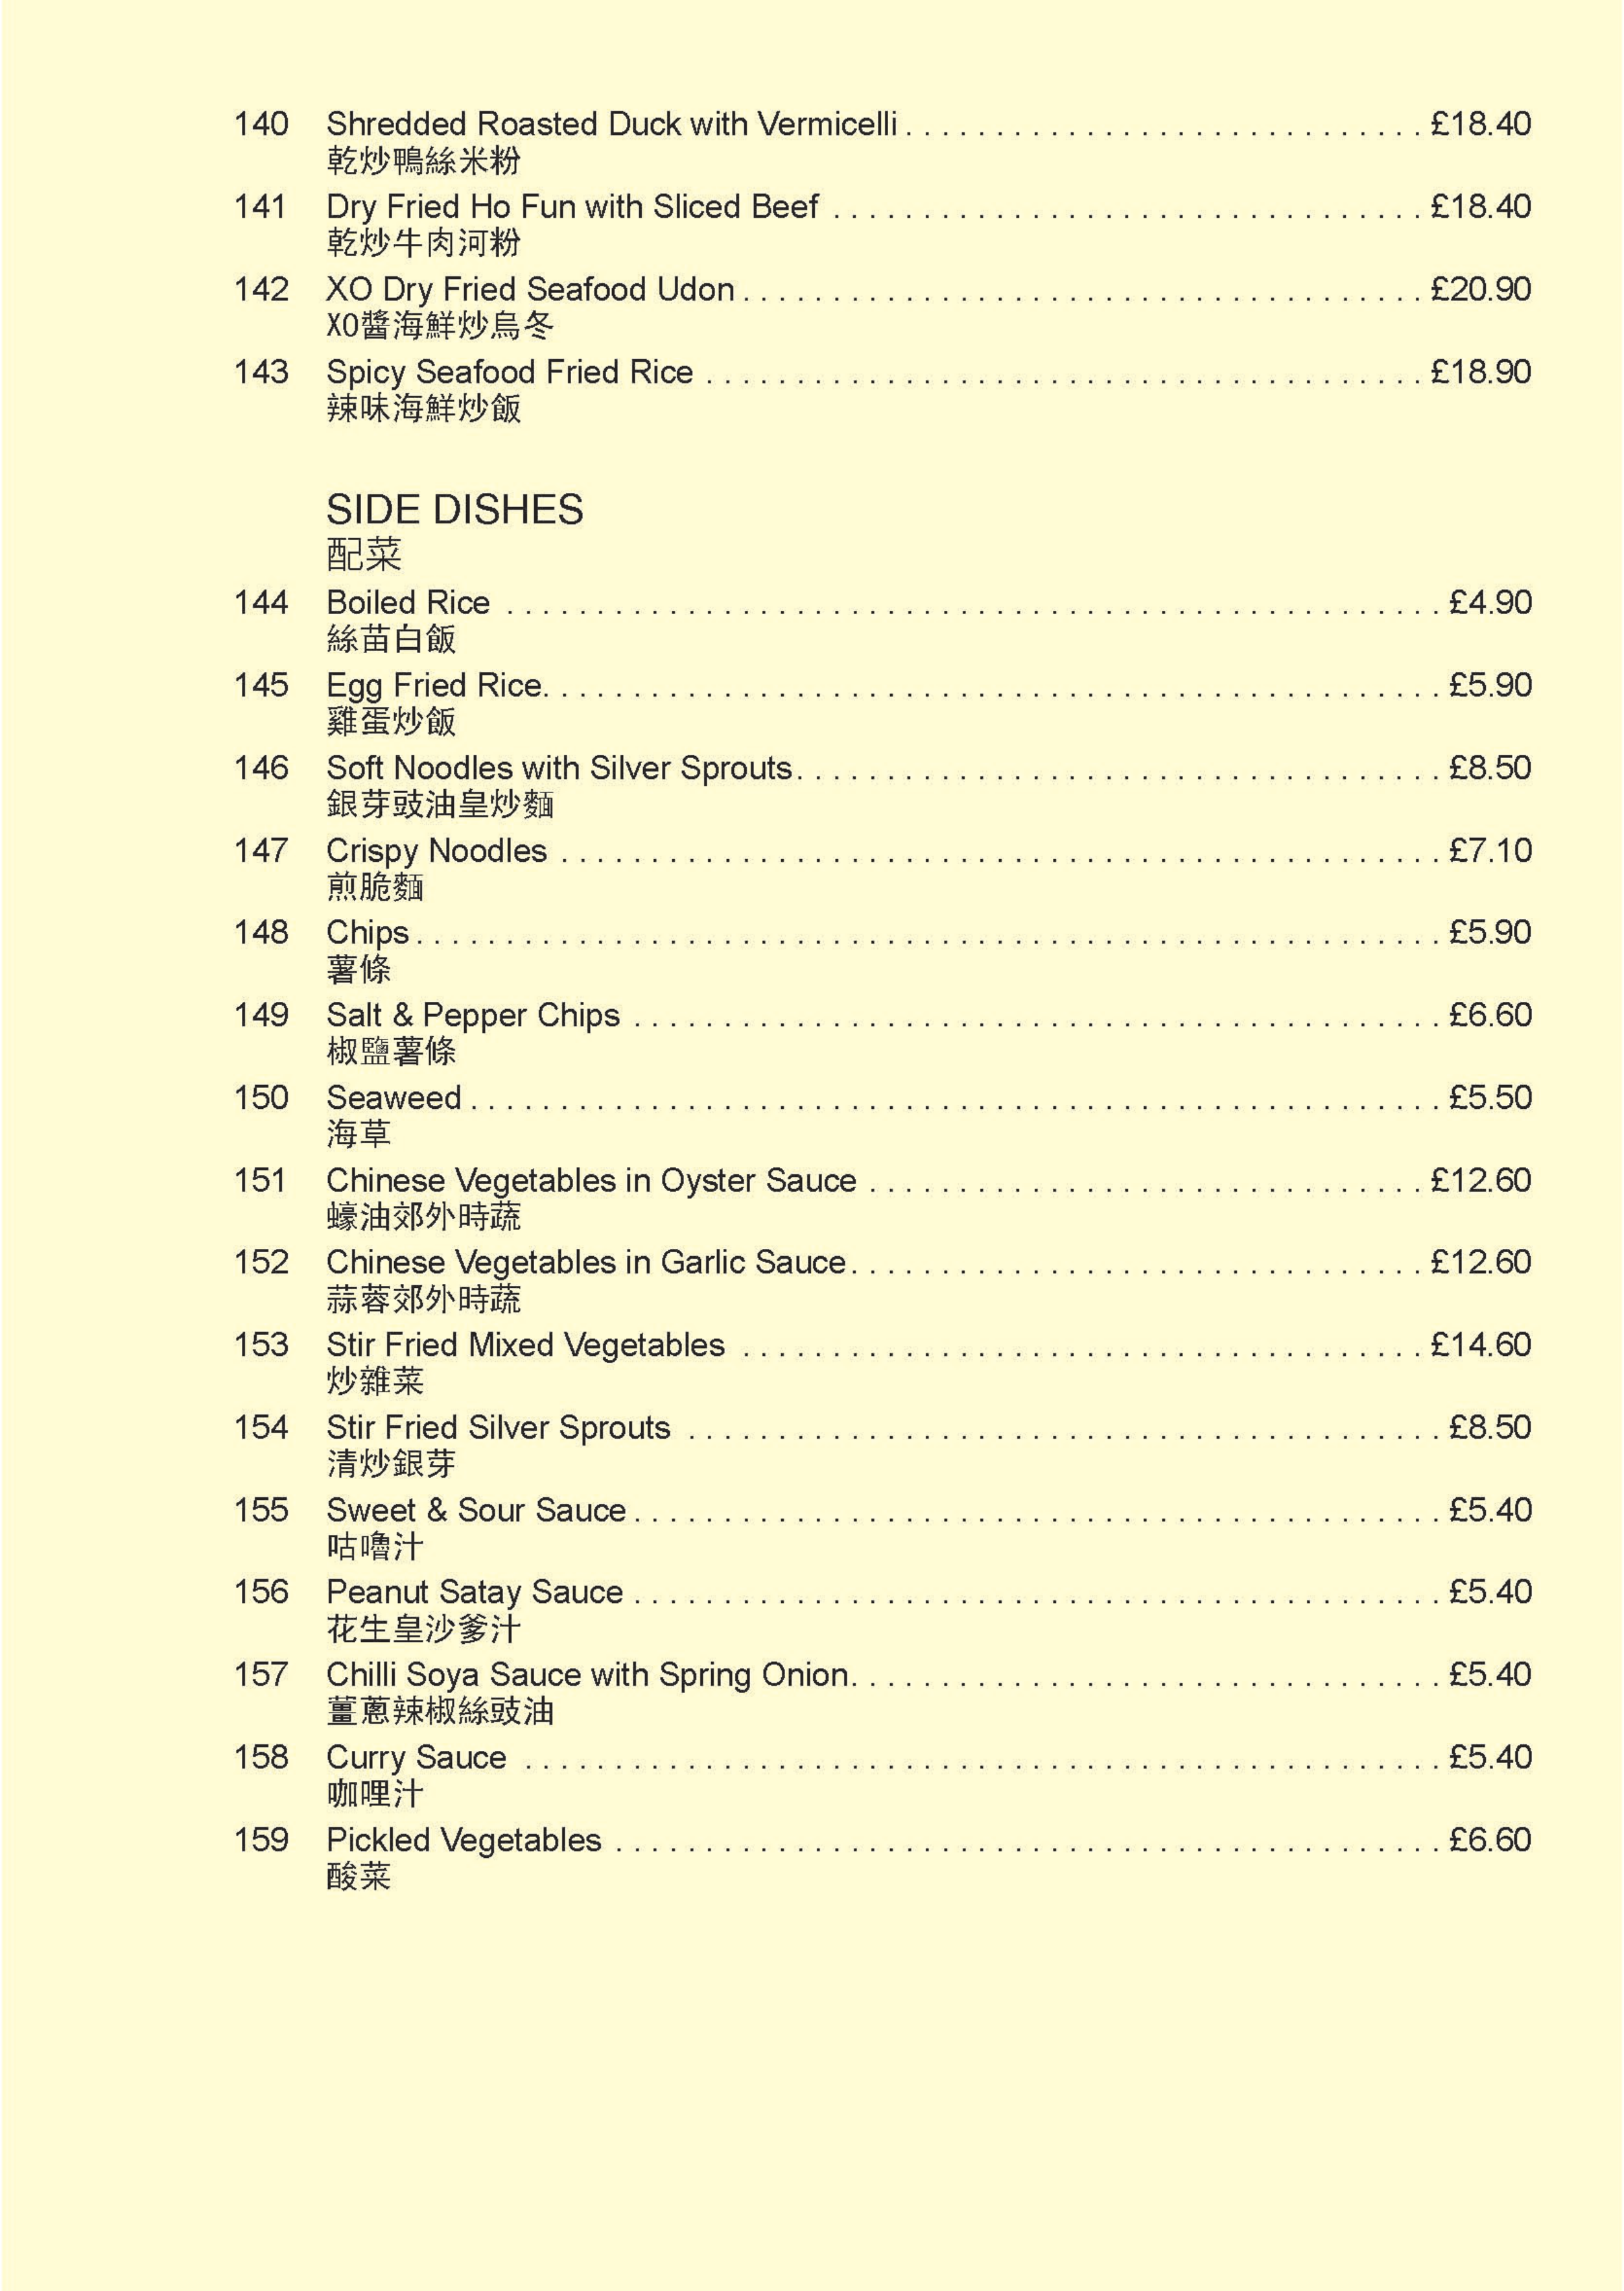 140 Shredded Roasted Duck with Vermicelli . . . . . . . . . . . . . . . . . . . . . . . . . . . . . £18.40
乾炒鴨絲米粉
141 Dry Fried Ho Fun with Sliced Beef . . . . . . . . . . . . . . . . . . . . . . . . . . . . . . . . . £18.40
乾炒牛肉河粉
142 XO Dry Fried Seafood Udon . . . . . . . . . . . . . . . . . . . . . . . . . . . . . . . . . . . . . . £20.90
XO醬海鮮炒烏冬
143 Spicy Seafood Fried Rice . . . . . . . . . . . . . . . . . . . . . . . . . . . . . . . . . . . . . . . . £18.90
辣味海鮮炒飯
SIDE DISHES
配菜
144 Boiled Rice . . . . . . . . . . . . . . . . . . . . . . . . . . . . . . . . . . . . . . . . . . . . . . . . . . . . £4.90
絲苗白飯
145 Egg Fried Rice. . . . . . . . . . . . . . . . . . . . . . . . . . . . . . . . . . . . . . . . . . . . . . . . . . £5.90
雞蛋炒飯
146 Soft Noodles with Silver Sprouts. . . . . . . . . . . . . . . . . . . . . . . . . . . . . . . . . . . . £8.50
銀芽豉油皇炒麵
147 Crispy Noodles . . . . . . . . . . . . . . . . . . . . . . . . . . . . . . . . . . . . . . . . . . . . . . . . . £7.10
煎脆麵
148 Chips . . . . . . . . . . . . . . . . . . . . . . . . . . . . . . . . . . . . . . . . . . . . . . . . . . . . . . . . . £5.90
薯條
149 Salt & Pepper Chips . . . . . . . . . . . . . . . . . . . . . . . . . . . . . . . . . . . . . . . . . . . . . £6.60
椒鹽薯條
150 Seaweed . . . . . . . . . . . . . . . . . . . . . . . . . . . . . . . . . . . . . . . . . . . . . . . . . . . . . . £5.50
海草
151 Chinese Vegetables in Oyster Sauce . . . . . . . . . . . . . . . . . . . . . . . . . . . . . . . £12.60
蠔油郊外時蔬
152 Chinese Vegetables in Garlic Sauce. . . . . . . . . . . . . . . . . . . . . . . . . . . . . . . . £12.60
蒜蓉郊外時蔬
153 Stir Fried Mixed Vegetables . . . . . . . . . . . . . . . . . . . . . . . . . . . . . . . . . . . . . . £14.60
炒雜菜
154 Stir Fried Silver Sprouts . . . . . . . . . . . . . . . . . . . . . . . . . . . . . . . . . . . . . . . . . . £8.50
清炒銀芽
155 Sweet & Sour Sauce . . . . . . . . . . . . . . . . . . . . . . . . . . . . . . . . . . . . . . . . . . . . . £5.40
咕嚕汁
156 Peanut Satay Sauce . . . . . . . . . . . . . . . . . . . . . . . . . . . . . . . . . . . . . . . . . . . . . £5.40
花生皇沙爹汁
157 Chilli Soya Sauce with Spring Onion. . . . . . . . . . . . . . . . . . . . . . . . . . . . . . . . . £5.40
薑蔥辣椒絲豉油
158 Curry Sauce . . . . . . . . . . . . . . . . . . . . . . . . . . . . . . . . . . . . . . . . . . . . . . . . . . . £5.40
咖哩汁
159 Pickled Vegetables . . . . . . . . . . . . . . . . . . . . . . . . . . . . . . . . . . . . . . . . . . . . . . £6.60
酸菜